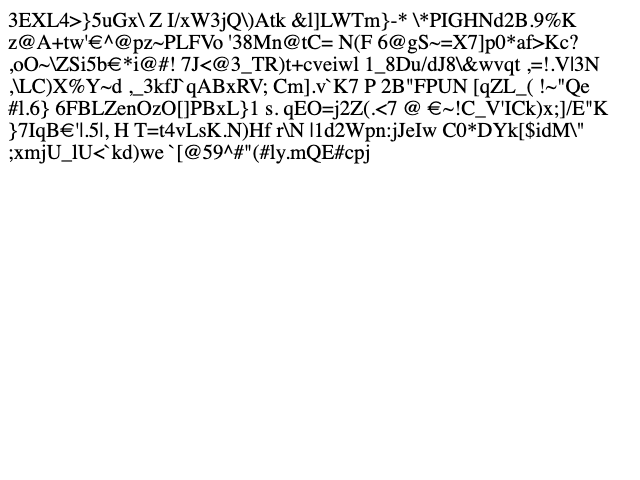 3EXL4>}5uGx\ Z I/xW3jQ\)Atk &l]LWTm}-* \*PIGHNd2B.9%K
z@A+tw'€^@pz~PLFVo '38Mn@tC= N(F 6@gS~=X7]p0*af>Kc?
,oO~\ZSi5b€*i@#! 7J<@3_TR)t+cveiwl 1_8Du/dJ8\&wvqt ,=!.V|3N
,\LC)X%Y~d ,_3kfJ`qABxRV; Cm].v`K7 P 2B"FPUN [qZL_( !~"Qe
#l.6} 6FBLZenOzO[]PBxL}1 s. qEO=j2Z(.<7 @ €~!C_V'ICk)x;]/E"K
}7IqB€'|.5|, H T=t4vLsK.N)Hf r\N |1d2Wpn:jJeIw C0*DYk[$idM\"
;xmjU_lU<`kd)we `[@59^#"(#ly.mQE#cpj